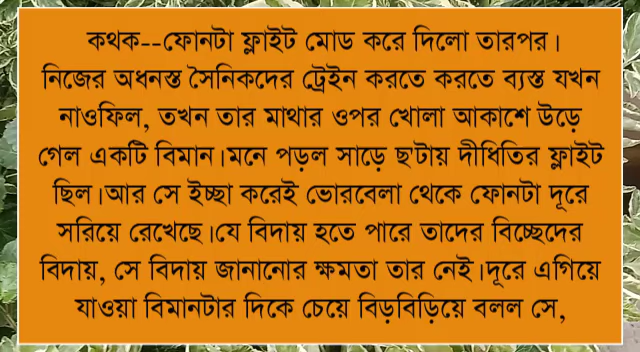 কথক--ফোনটা ফ্লাইট মোড করে দিলো তারপর।
নিজের অধনস্ত সৈনিকদের ট্রেইন করতে করতে ব্যস্ত যখন
নাওফিল, তখন তার মাথার ওপর খোলা আকাশে উড়ে
গেল একটি বিমান।মনে পড়ল সাড়ে ছ'টায় দীধিতির ফ্লাইট
ছিল।আর সে ইচ্ছা করেই ভোরবেলা থেকে ফোনটা দূরে
সরিয়ে রেখেছে।যে বিদায় হতে পারে তাদের বিচ্ছেদের
বিদায়, সে বিদায় জানানোর ক্ষমতা তার নেই।দূরে এগিয়ে
যাওয়া বিমানটার দিকে চেয়ে বিড়বিড়িয়ে বলল সে,